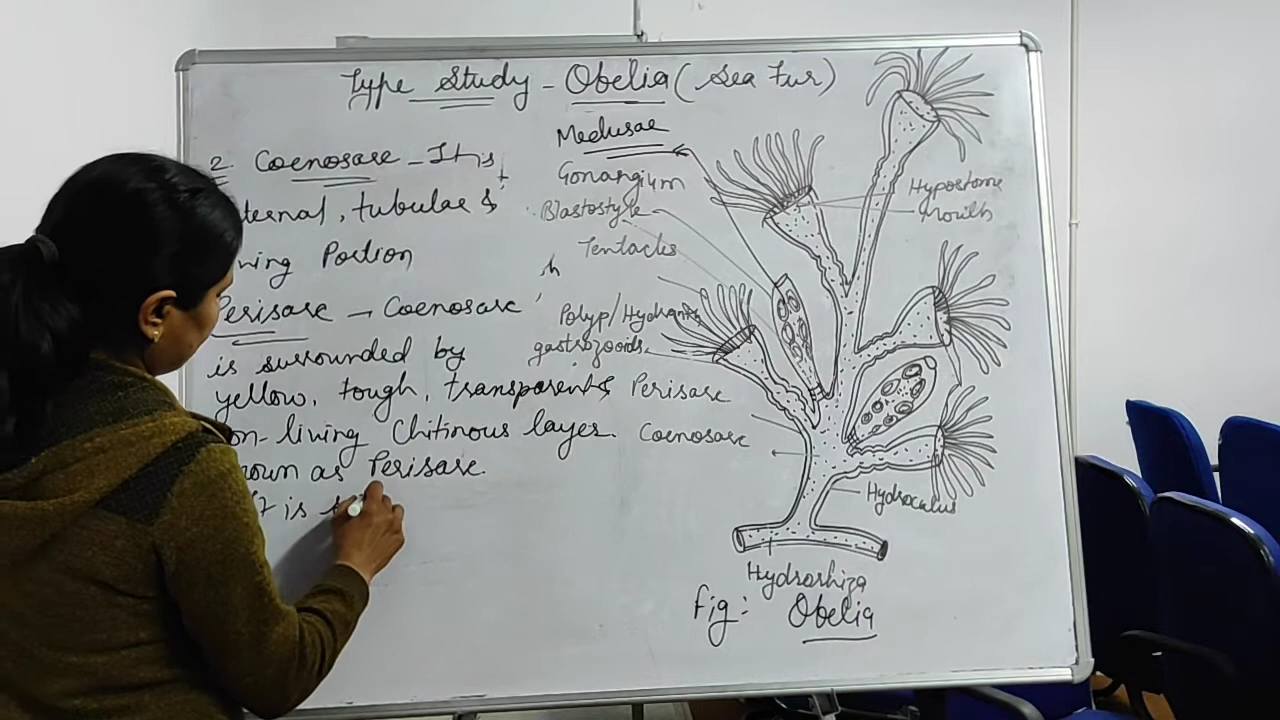 Type Study - Obelia (Sea Fur)
2. Coenosarc - It is
ternal, tubular &
ving Portion
Perisarc → Coenosarc
is surrounded by
yellow, tough, transparent &
on-living Chitinous layer.
nown as Perisarc.
It is
Medusae
Gonangium
Blastostyle
Tentacles
Polyp/Hydranth
gastrozooids
Perisarc
Coenosarc
Hypostome
Mouth
Hydrocalus
Hydrorhiza
Fig: Obelia